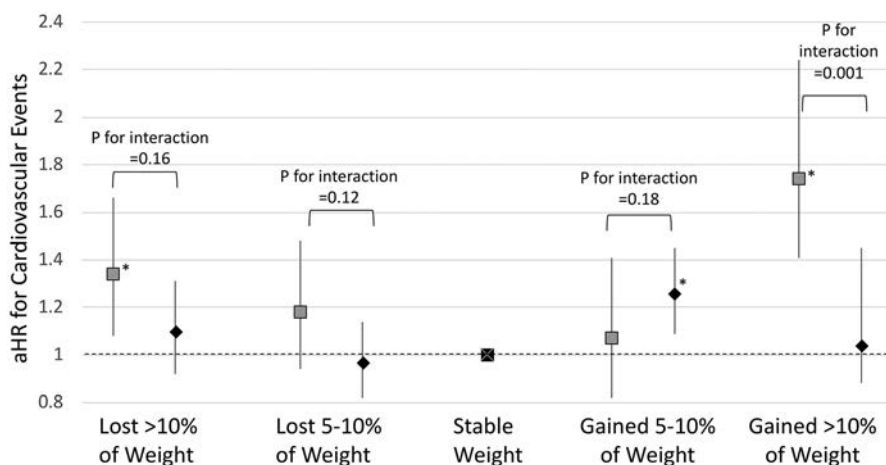 2.4
2.2
2
1.8
1.6
1.4
1.2
1
0.8
aHR for Cardiovascular Events
P for interaction
=0.16
*
P for interaction
=0.12
P for interaction
=0.18
*
P for
interaction
=0.001
*
Lost >10%
of Weight
Lost 5-10%
of Weight
Stable
Weight
Gained 5-10%
of Weight
Gained >10%
of Weight